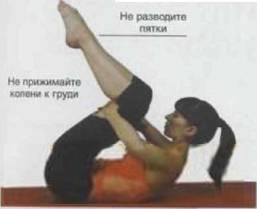 Не разводите
пятки
Не прижимайте
колени к груди